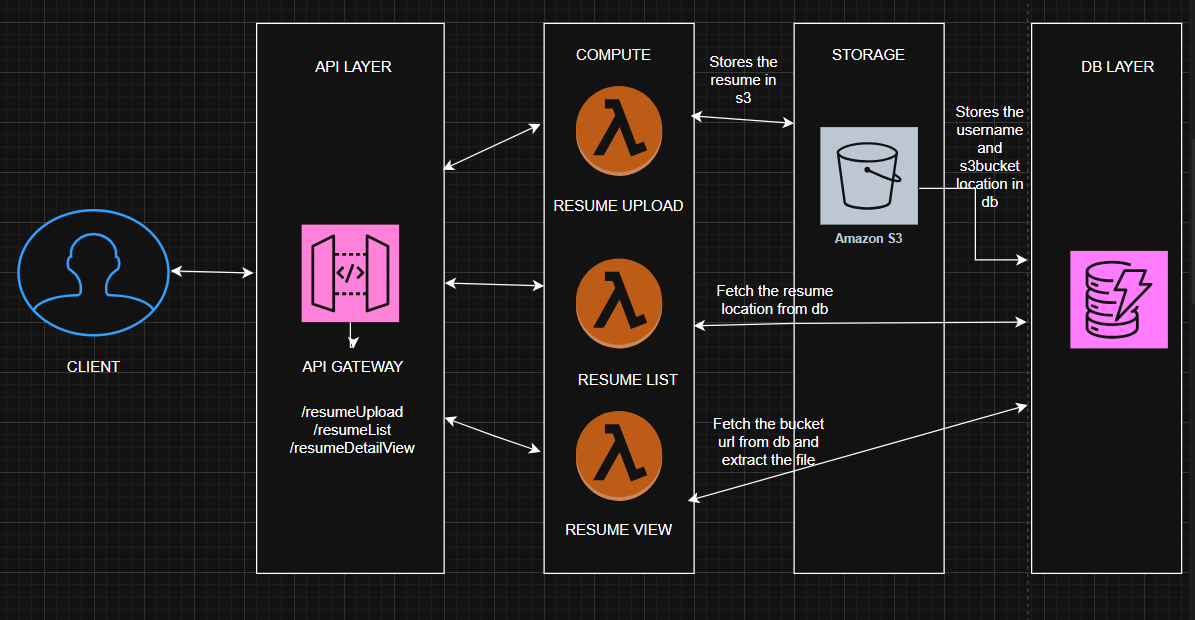 API LAYER
COMPUTE
STORAGE
DB LAYER
Stores the
resume in
s3
Stores the
username
and
s3bucket
location in
db
RESUME UPLOAD
Amazon S3
</>
Fetch the resume
location from db
CLIENT
API GATEWAY
RESUME LIST
/resumeUpload
/resumeList
/resumeDetailView
Fetch the bucket
url from db and
extract the file
RESUME VIEW